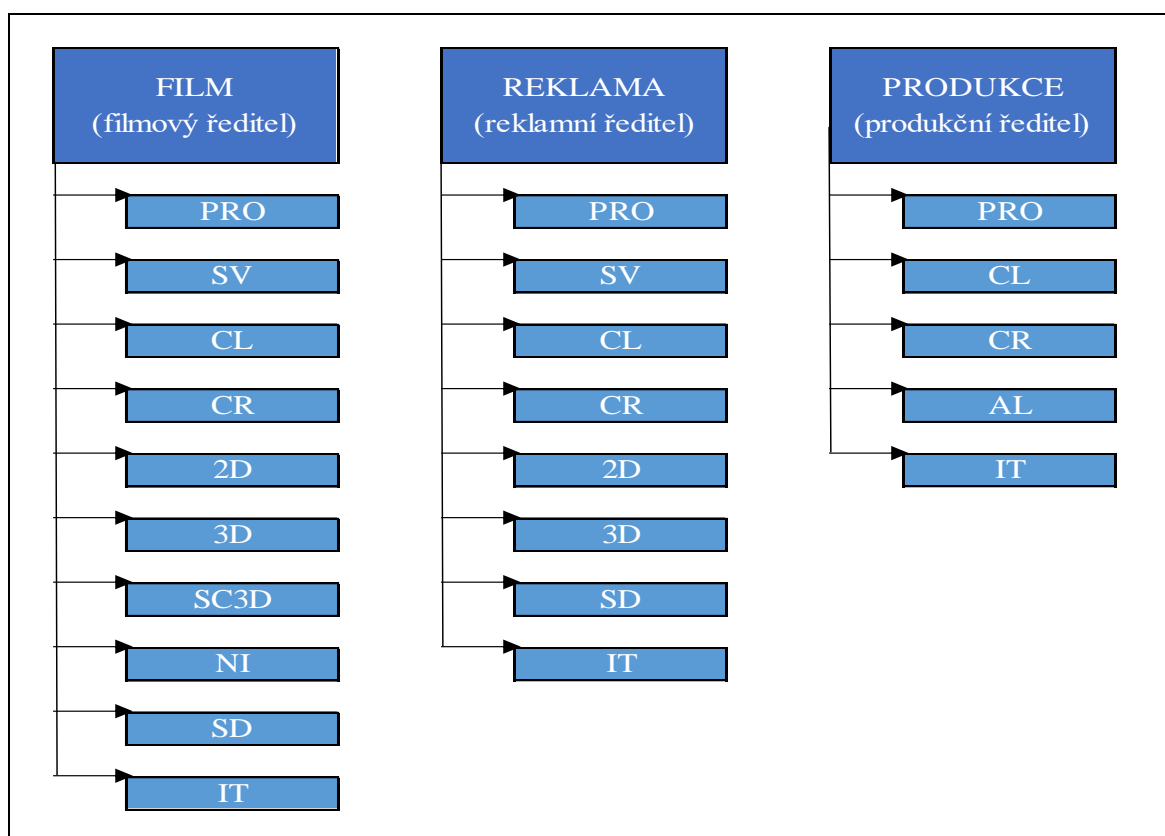 FILM
(filmový ředitel)
PRO
SV
CL
CR
2D
3D
SC3D
NI
SD
IT
REKLAMA
(reklamní ředitel)
PRO
SV
CL
CR
2D
3D
SD
IT
PRODUKCE
(produkční ředitel)
PRO
CL
CR
AL
IT